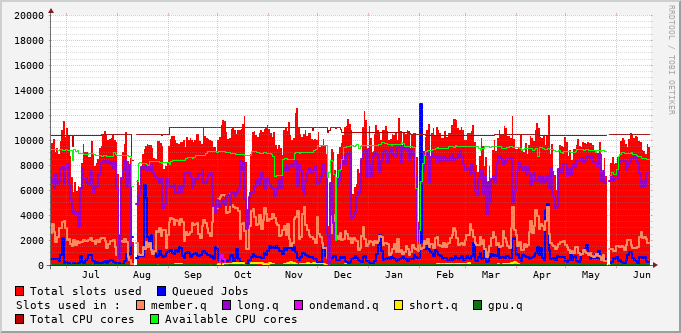 RRDTOOL / TOBI OETIKER
20000
18000
16000
14000
12000
10000
8000
6000
4000
2000
0
Jul Aug Sep Oct Nov Dec Jan Feb Mar Apr May Jun
Total slots used Queued Jobs
Slots used in : member.q long.q ondemand.q short.q gpu.q
Total CPU cores Available CPU cores